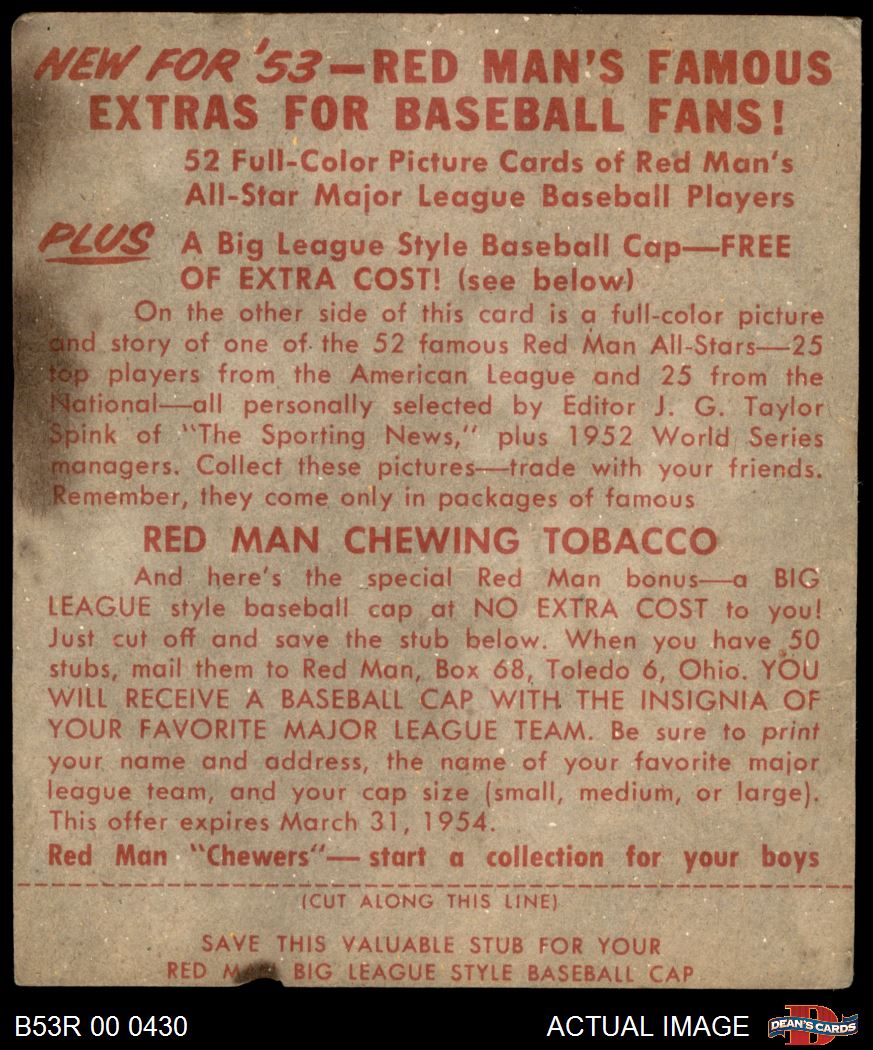 NEW FOR '53—RED MAN'S FAMOUS
EXTRAS FOR BASEBALL FANS!
52 Full-Color Picture Cards of Red Man's
All-Star Major League Baseball Players
PLUS A Big League Style Baseball Cap—FREE
OF EXTRA COST! (see below)
On the other side of this card is a full-color picture
and story of one of the 52 famous Red Man All-Stars—25
top players from the American League and 25 from the
National—all personally selected by Editor J. G. Taylor
Spink of "The Sporting News," plus 1952 World Series
managers. Collect these pictures—trade with your friends.
Remember, they come only in packages of famous
RED MAN CHEWING TOBACCO
And here's the special Red Man bonus—a BIG
LEAGUE style baseball cap at NO EXTRA COST to you!
Just cut off and save the stub below. When you have 50
stubs, mail them to Red Man, Box 68, Toledo 6, Ohio. YOU
WILL RECEIVE A BASEBALL CAP WITH THE INSIGNIA OF
YOUR FAVORITE MAJOR LEAGUE TEAM. Be sure to print
your name and address, the name of your favorite major
league team, and your cap size (small, medium, or large).
This offer expires March 31, 1954.
Red Man "Chewers"—start a collection for your boys
(CUT ALONG THIS LINE)
SAVE THIS VALUABLE STUB FOR YOUR
RED MAN BIG LEAGUE STYLE BASEBALL CAP
B53R 00 0430 ACTUAL IMAGE DEAN'S CARDS